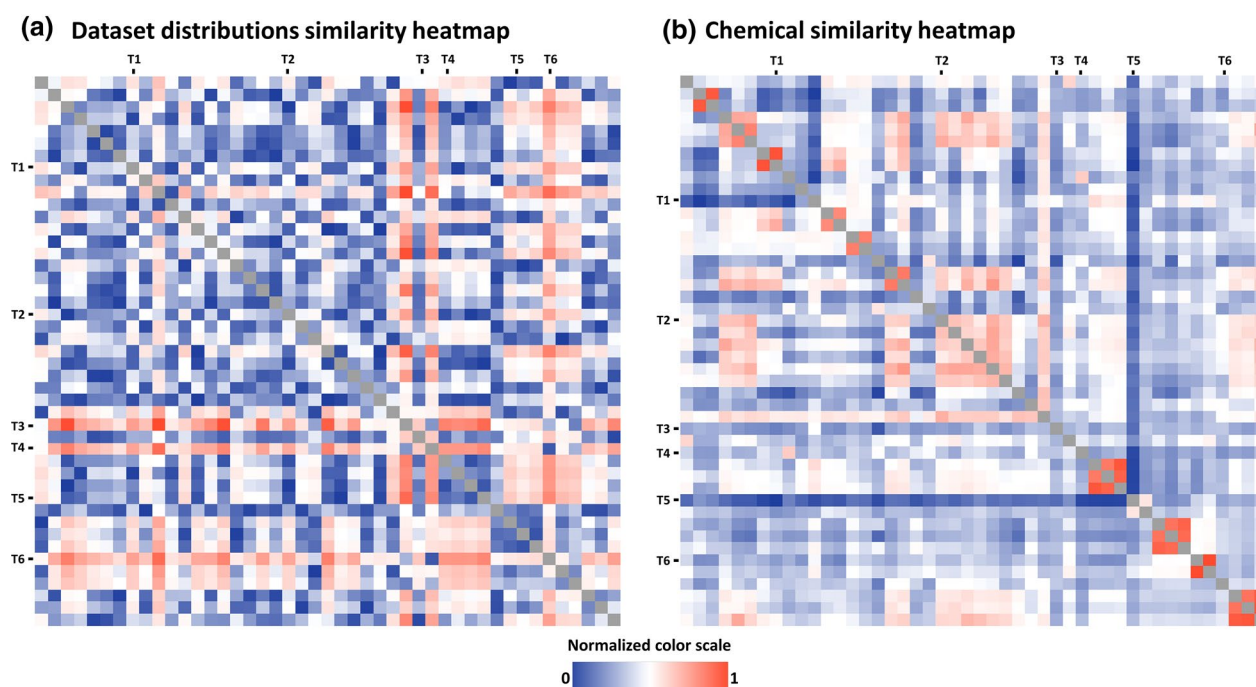 (a) Dataset distributions similarity heatmap
(b) Chemical similarity heatmap
T1 T2 T3 T4 T5 T6
T1 T2 T3 T4 T5 T6
T1
T2
T3
T4
T5
T6
T1
T2
T3
T4
T5
T6
Normalized color scale
0 1